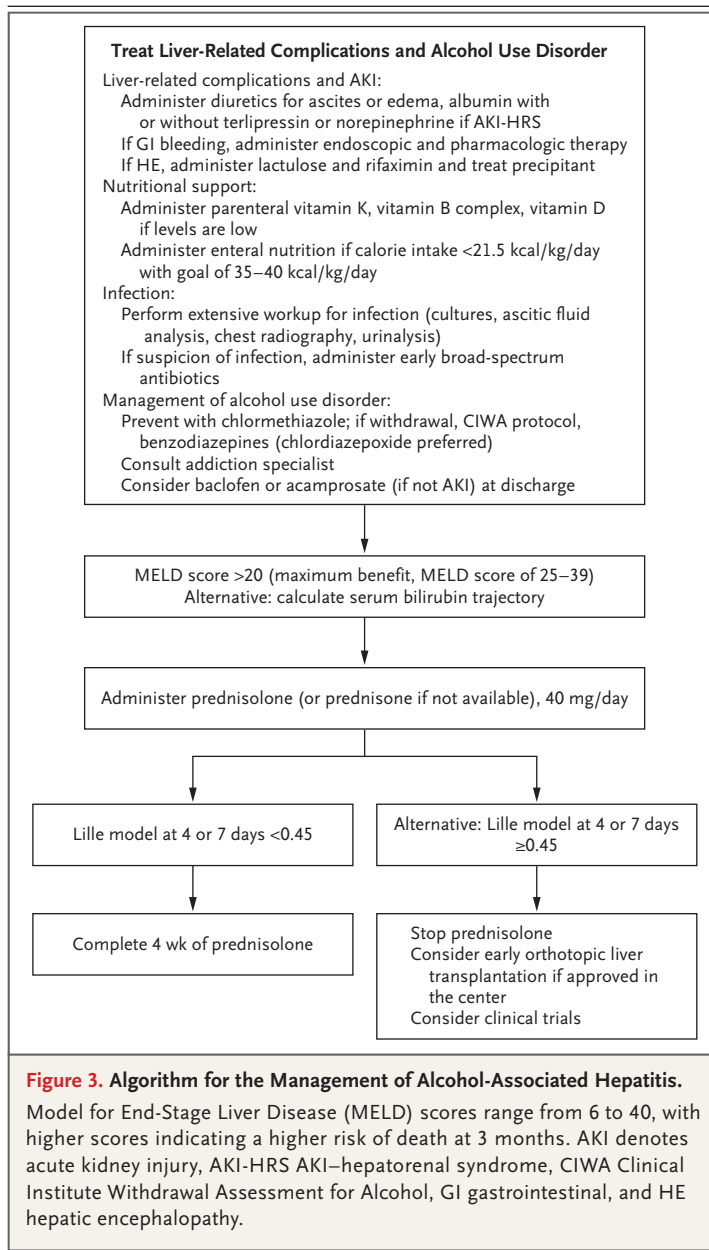 Treat Liver-Related Complications and Alcohol Use Disorder
Liver-related complications and AKI:
Administer diuretics for ascites or edema, albumin with
or without terlipressin or norepinephrine if AKI-HRS
If GI bleeding, administer endoscopic and pharmacologic therapy
If HE, administer lactulose and rifaximin and treat precipitant
Nutritional support:
Administer parenteral vitamin K, vitamin B complex, vitamin D
if levels are low
Administer enteral nutrition if calorie intake <21.5 kcal/kg/day
with goal of 35–40 kcal/kg/day
Infection:
Perform extensive workup for infection (cultures, ascitic fluid
analysis, chest radiography, urinalysis)
If suspicion of infection, administer early broad-spectrum
antibiotics
Management of alcohol use disorder:
Prevent with chlormethiazole; if withdrawal, CIWA protocol,
benzodiazepines (chlordiazepoxide preferred)
Consult addiction specialist
Consider baclofen or acamprosate (if not AKI) at discharge
MELD score >20 (maximum benefit, MELD score of 25–39)
Alternative: calculate serum bilirubin trajectory
Administer prednisolone (or prednisone if not available), 40 mg/day
Lille model at 4 or 7 days <0.45
Complete 4 wk of prednisolone
Alternative: Lille model at 4 or 7 days
≥0.45
Stop prednisolone
Consider early orthotopic liver
transplantation if approved in
the center
Consider clinical trials
Figure 3. Algorithm for the Management of Alcohol-Associated Hepatitis.
Model for End-Stage Liver Disease (MELD) scores range from 6 to 40, with
higher scores indicating a higher risk of death at 3 months. AKI denotes
acute kidney injury, AKI-HRS AKI–hepatorenal syndrome, CIWA Clinical
Institute Withdrawal Assessment for Alcohol, GI gastrointestinal, and HE
hepatic encephalopathy.